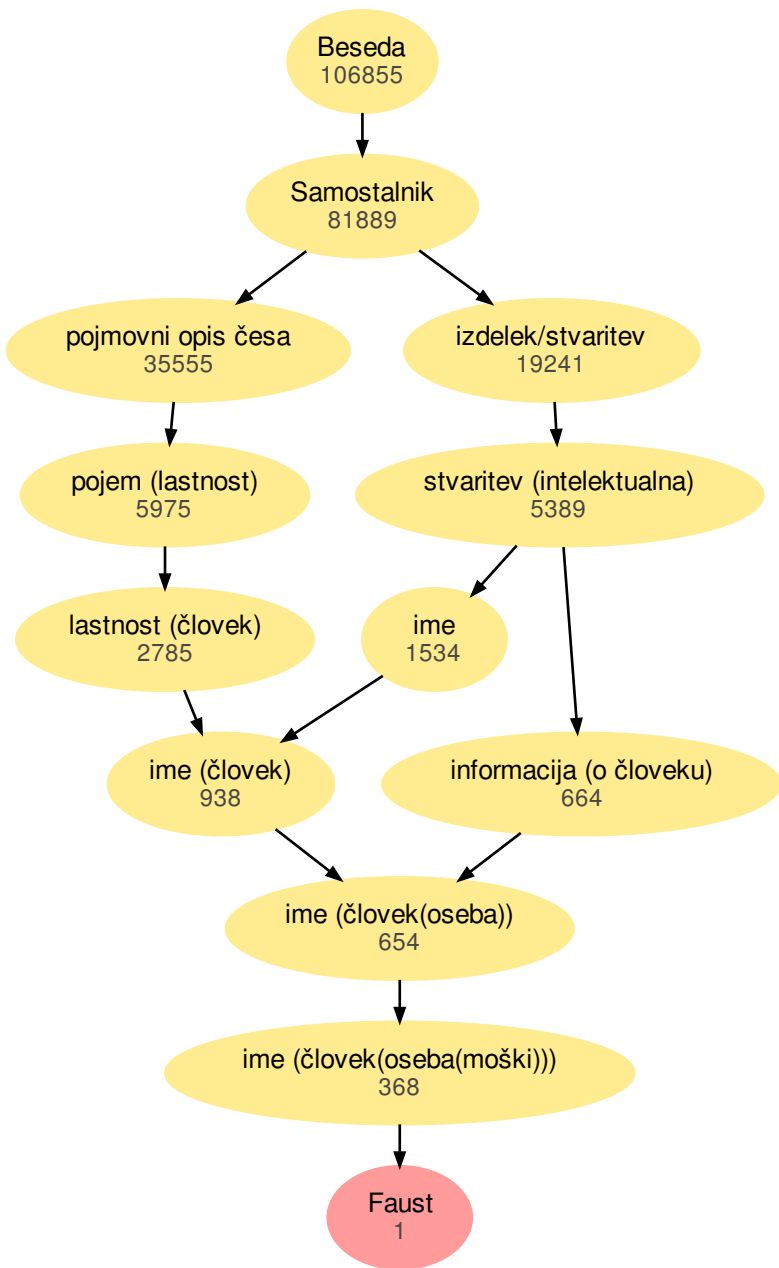 Beseda
106855
Samostalnik
81889
pojmovni opis česa
35555
izdelek/stvaritev
19241
pojem (lastnost)
5975
stvaritev (intelektualna)
5389
lastnost (človek)
2785
ime
1534
ime (človek)
938
informacija (o človeku)
664
ime (človek(oseba))
654
ime (človek(oseba(moški)))
368
Faust
1